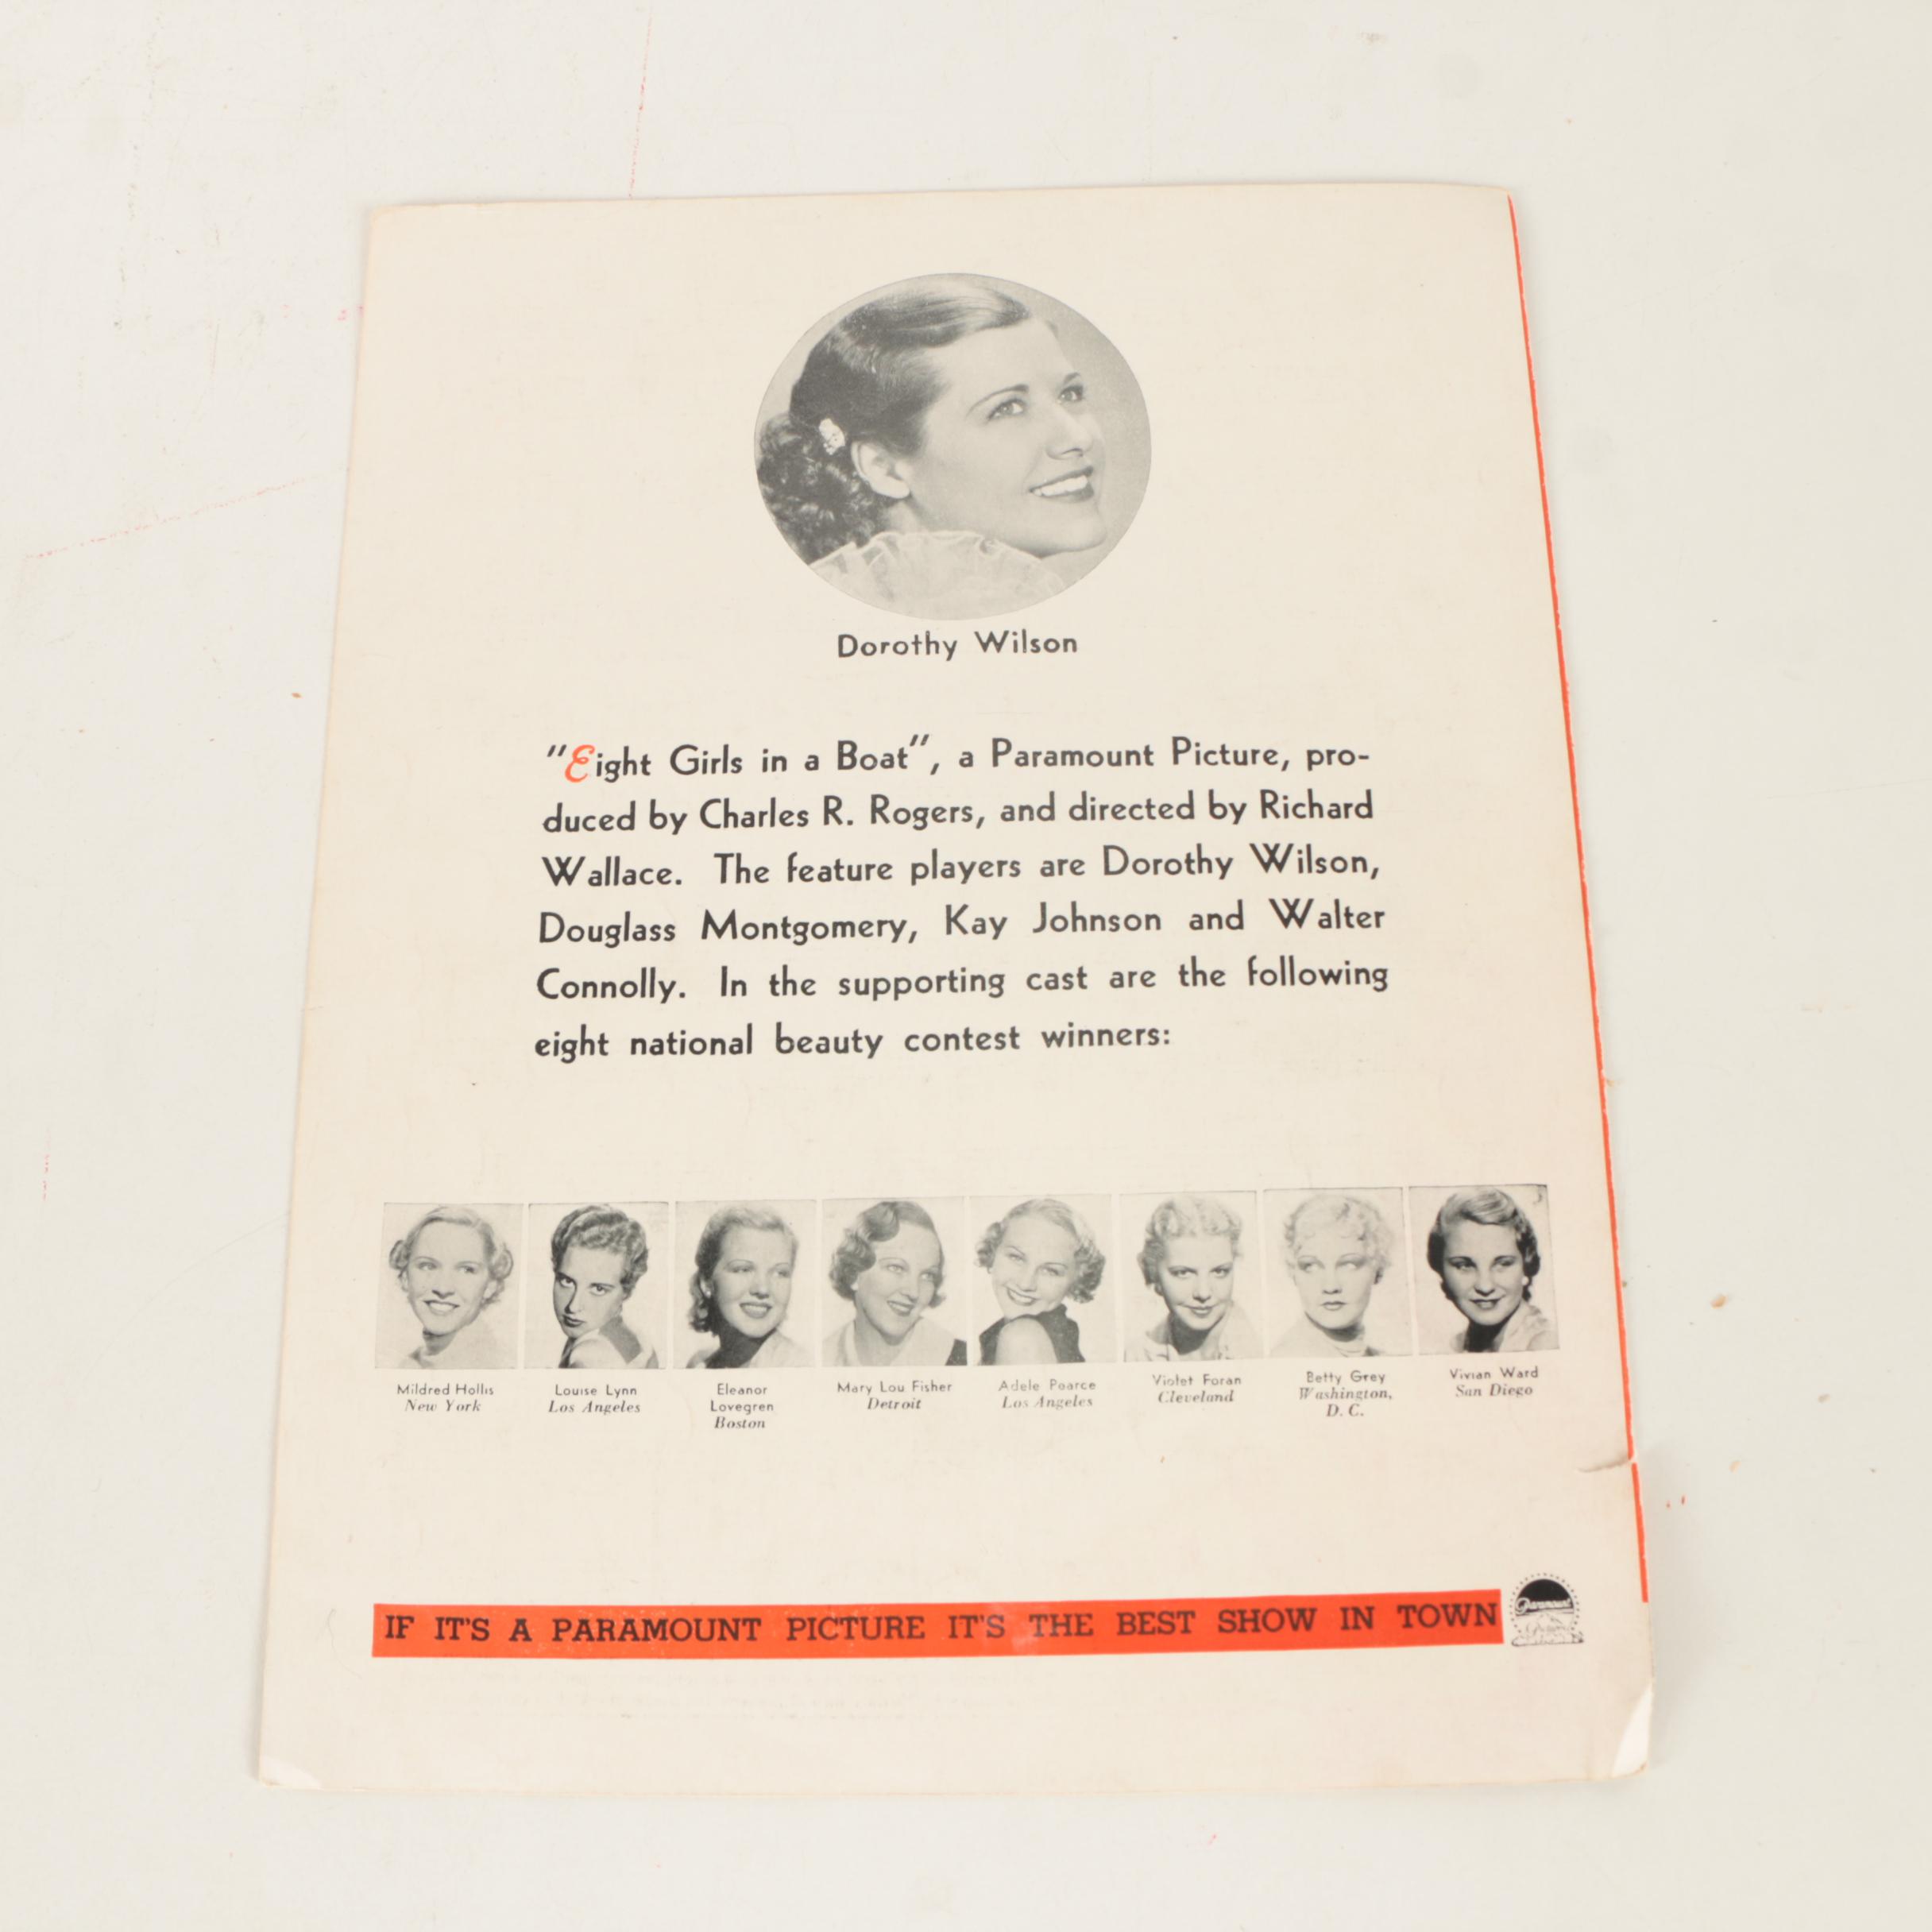 Dorothy Wilson
"Eight Girls in a Boat", a Paramount Picture, pro-
duced by Charles R. Rogers, and directed by Richard
Wallace. The feature players are Dorothy Wilson,
Douglass Montgomery, Kay Johnson and Walter
Connolly. In the supporting cast are the following
eight national beauty contest winners:
Mildred Hollis
New York
Louise Lynn
Los Angeles
Eleanor
Lovegren
Boston
Mary Lou Fisher
Detroit
Adele Pearce
Los Angeles
Violet Foran
Cleveland
Betty Grey
Washington,
D. C.
Vivian Ward
San Diego
IF IT'S A PARAMOUNT PICTURE IT'S THE BEST SHOW IN TOWN
Paramount